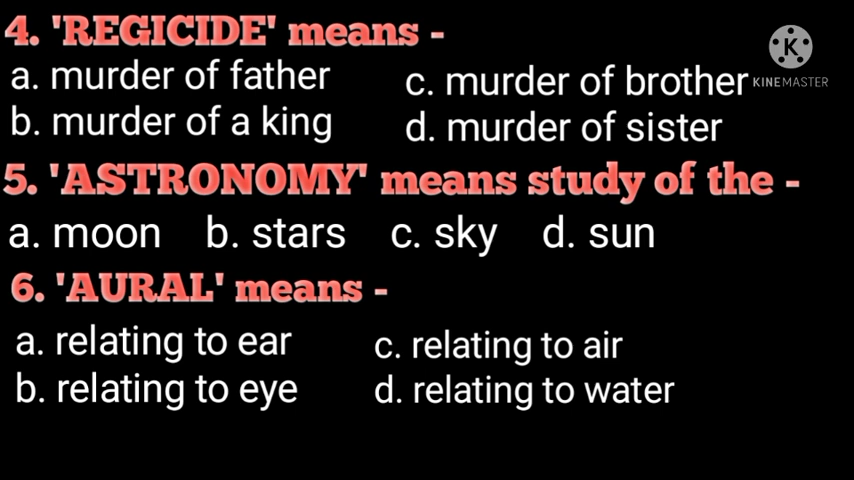 4. 'REGICIDE' means -
a. murder of father
c. murder of brother
b. murder of a king
d. murder of sister
K
KINEMASTER
5. 'ASTRONOMY' means study of the -
a. moon b. stars c. sky d. sun
6. 'AURAL' means -
a. relating to ear
c. relating to air
b. relating to eye
d. relating to water